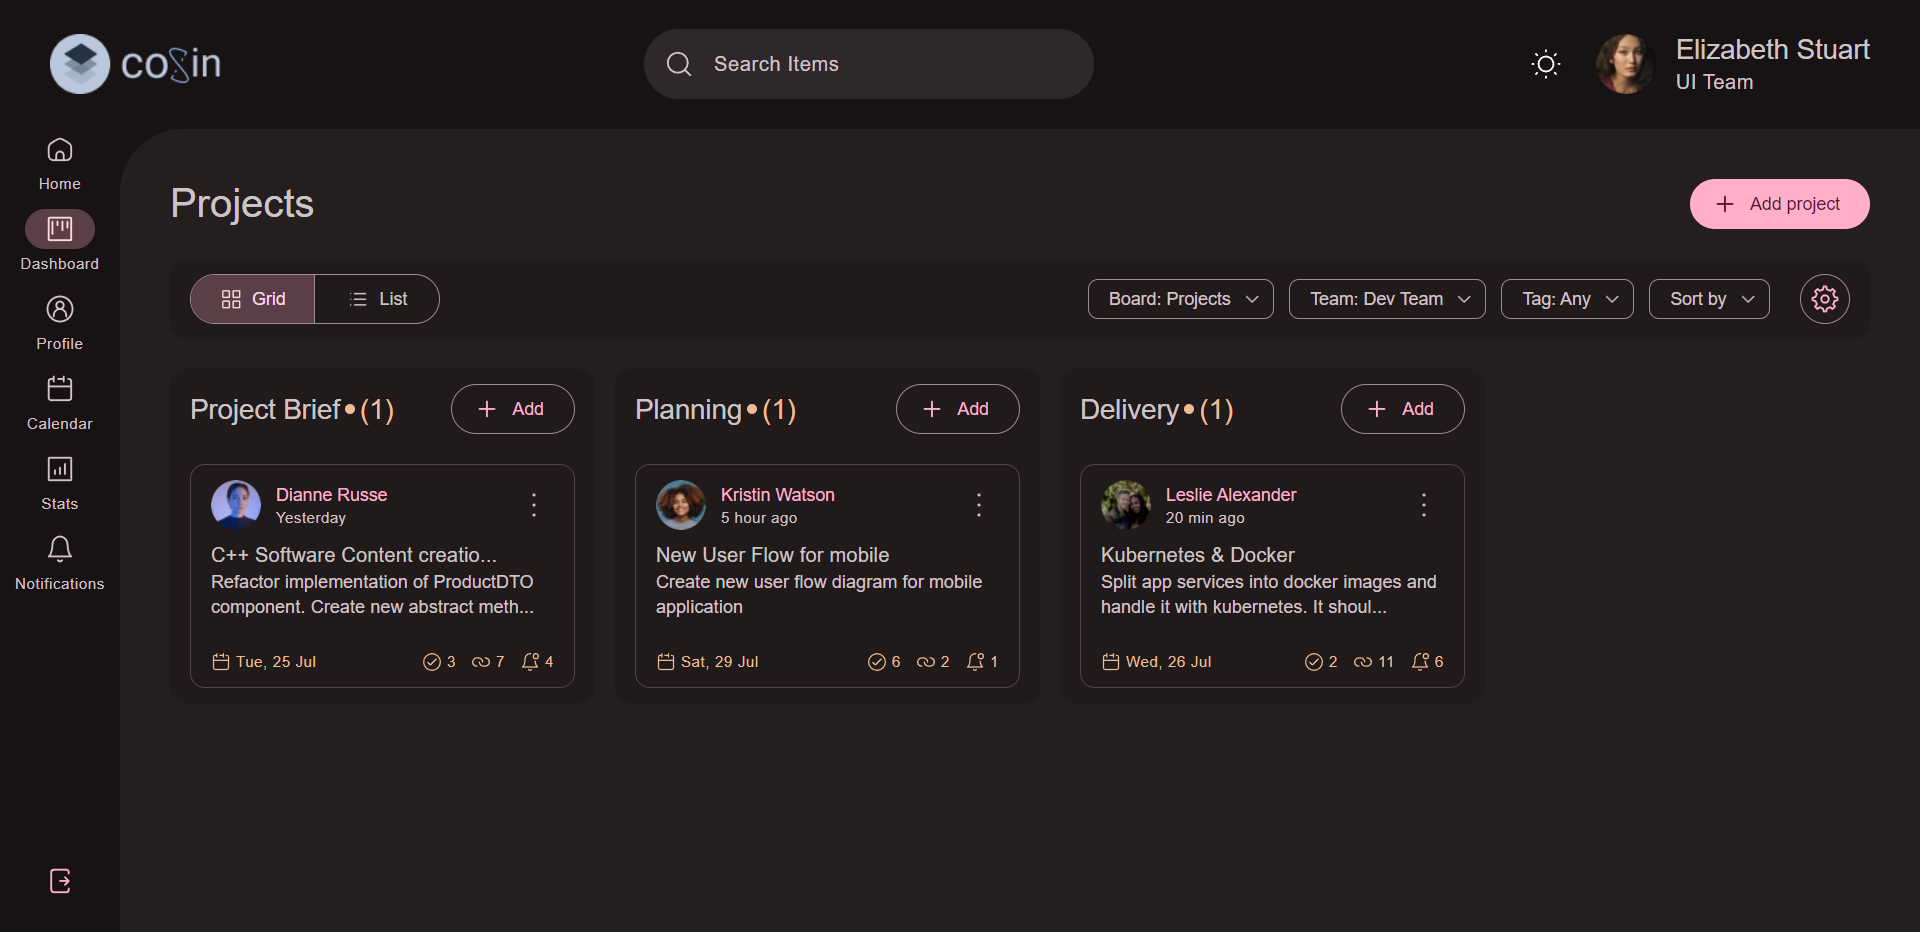 coxin
Search Items
Elizabeth Stuart
UI Team
Home
Dashboard
Profile
Calendar
Stats
Notifications
Projects
Add project
Grid
List
Board: Projects
Team: Dev Team
Tag: Any
Sort by
Project Brief•(1)
Add
Dianne Russe
Yesterday
C++ Software Content creatio...
Refactor implementation of ProductDTO
component. Create new abstract meth...
Tue, 25 Jul
3
7
4
Planning•(1)
Add
Kristin Watson
5 hour ago
New User Flow for mobile
Create new user flow diagram for mobile
application
Sat, 29 Jul
6
2
1
Delivery•(1)
Add
Leslie Alexander
20 min ago
Kubernetes & Docker
Split app services into docker images and
handle it with kubernetes. It shoul...
Wed, 26 Jul
2
11
6